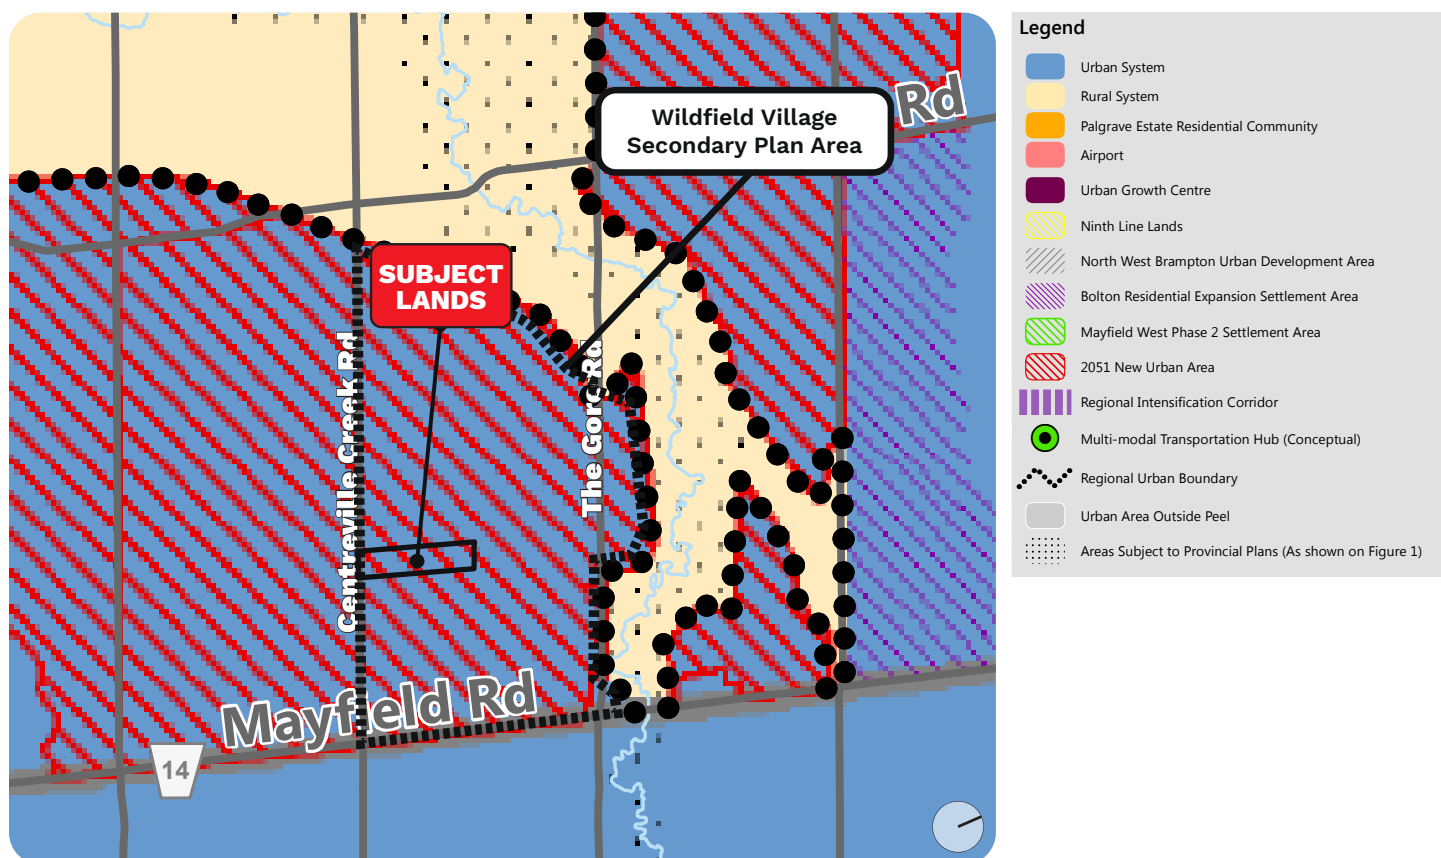 Rd
Wildfield Village
Secondary Plan Area
SUBJECT
LANDS
Centreville Creek Rd
The Gore Rd
Mayfield Rd
14
Legend
Urban System
Rural System
Palgrave Estate Residential Community
Airport
Urban Growth Centre
Ninth Line Lands
North West Brampton Urban Development Area
Bolton Residential Expansion Settlement Area
Mayfield West Phase 2 Settlement Area
2051 New Urban Area
Regional Intensification Corridor
Multi-modal Transportation Hub (Conceptual)
Regional Urban Boundary
Urban Area Outside Peel
Areas Subject to Provincial Plans (As shown on Figure 1)